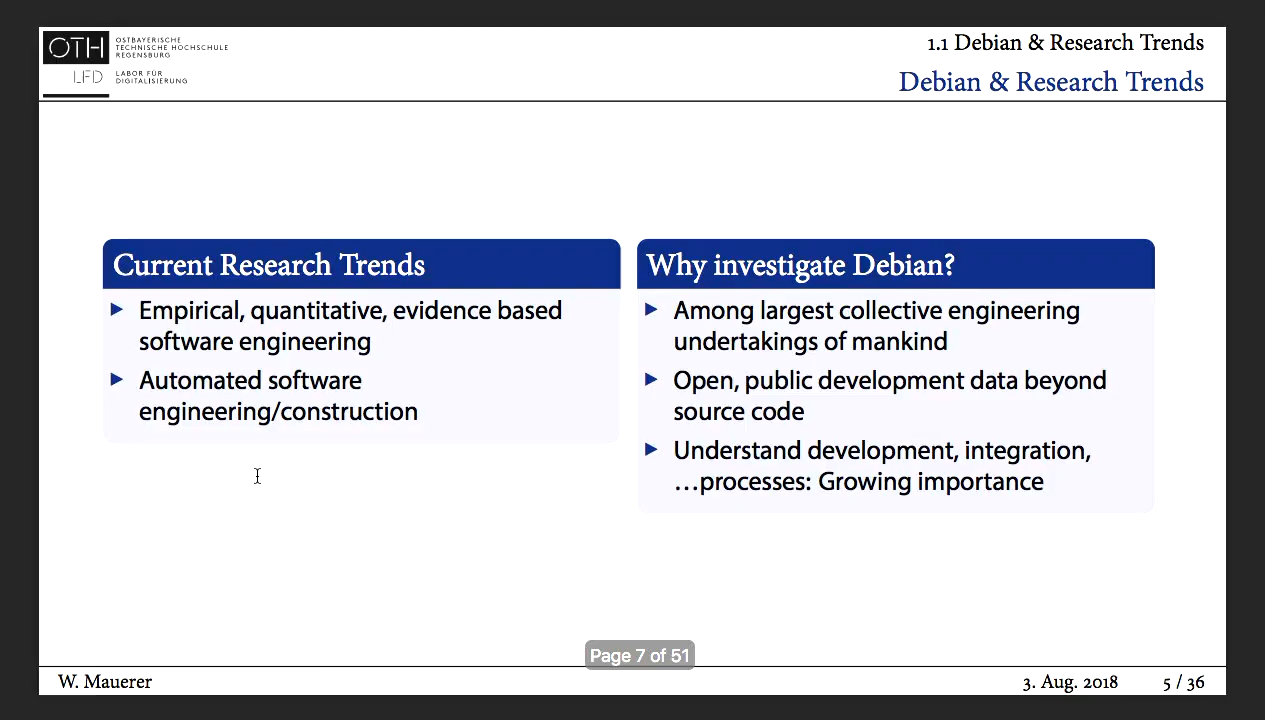 OTH
OSTBAYERISCHE
TECHNISCHE HOCHSCHULE
REGENSBURG
LFD
LABOR FÜR
DIGITALISIERUNG
1.1 Debian & Research Trends
Debian & Research Trends
Current Research Trends
▶ Empirical, quantitative, evidence based
software engineering
▶ Automated software
engineering/construction
Why investigate Debian?
▶ Among largest collective engineering
undertakings of mankind
▶ Open, public development data beyond
source code
▶ Understand development, integration,
…processes: Growing importance
Page 7 of 51
W. Mauerer
3. Aug. 2018
5 / 36